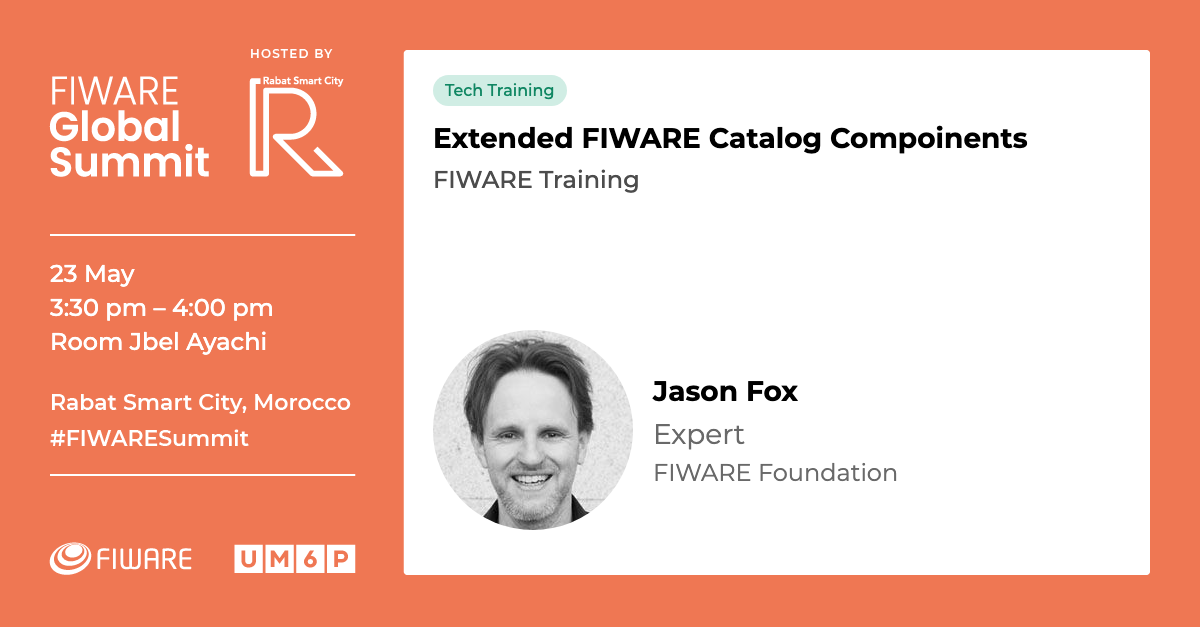 HOSTED BY
FIWARE
Global
Summit
Rabat Smart City
R
23 May
3:30 pm – 4:00 pm
Room Jbel Ayachi
Rabat Smart City, Morocco
#FIWARESummit
FIWARE
UM6P
Tech Training
Extended FIWARE Catalog Compoinents
FIWARE Training
Jason Fox
Expert
FIWARE Foundation